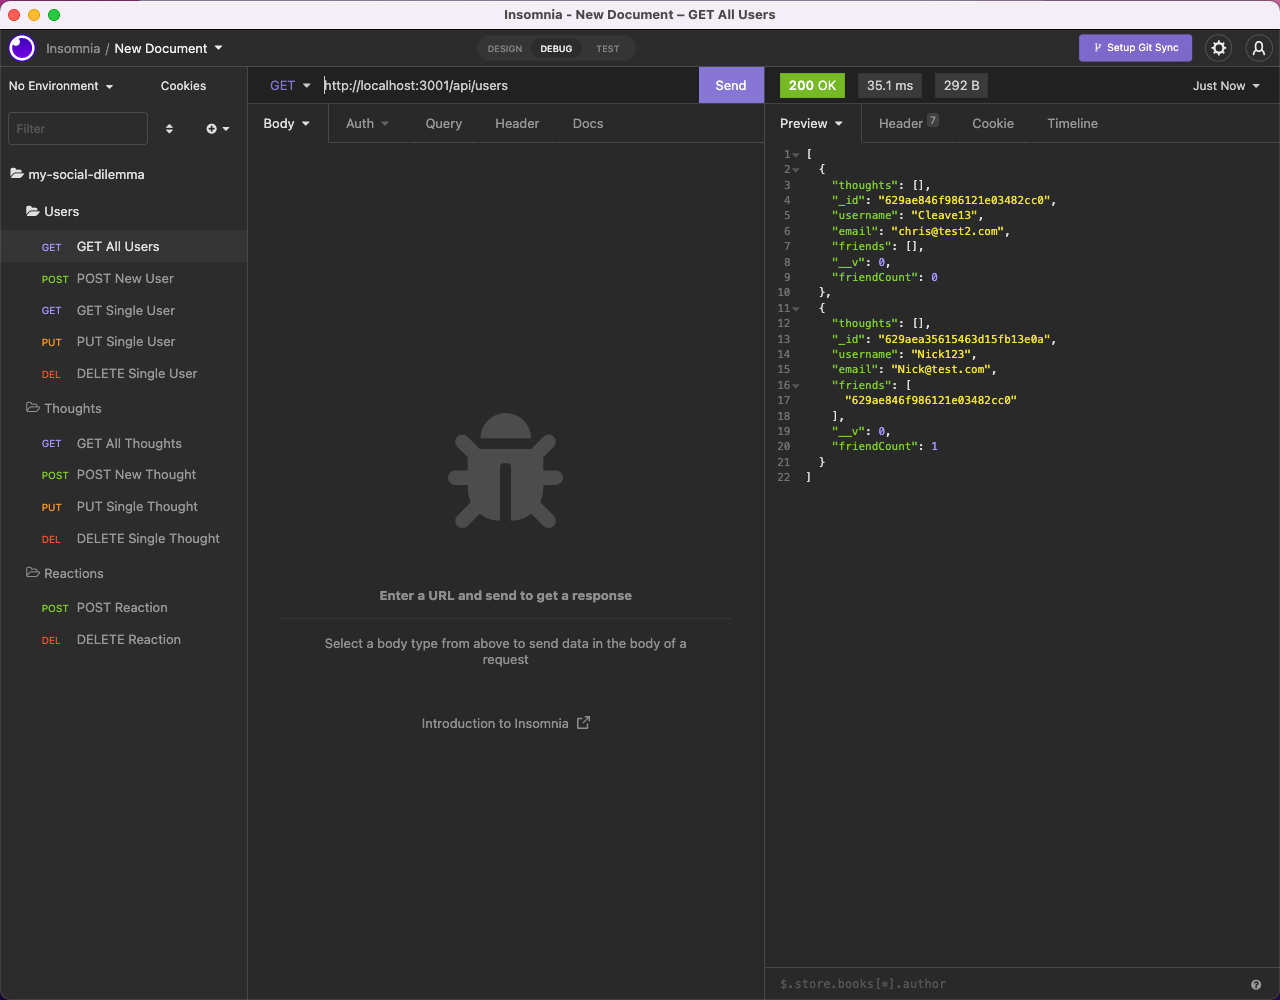 Insomnia - New Document – GET All Users
Insomnia / New Document
DESIGN DEBUG TEST
Setup Git Sync
No Environment Cookies
GET http://localhost:3001/api/users Send
200 OK 35.1 ms 292 B Just Now
Filter
Body Auth Query Header Docs
Preview Header 7 Cookie Timeline
my-social-dilemma
Users
GET GET All Users
POST POST New User
GET GET Single User
PUT PUT Single User
DEL DELETE Single User
Thoughts
GET GET All Thoughts
POST POST New Thought
PUT PUT Single Thought
DEL DELETE Single Thought
Reactions
POST POST Reaction
DEL DELETE Reaction
Enter a URL and send to get a response
Select a body type from above to send data in the body of a
request
Introduction to Insomnia
1 [
2 {
3 "thoughts": [],
4 "_id": "629ae846f986121e03482cc0",
5 "username": "Cleave13",
6 "email": "chris@test2.com",
7 "friends": [],
8 "__v": 0,
9 "friendCount": 0
10 },
11 {
12 "thoughts": [],
13 "_id": "629aea35615463d15fb13e0a",
14 "username": "Nick123",
15 "email": "Nick@test.com",
16 "friends": [
17 "629ae846f986121e03482cc0"
18 ],
19 "__v": 0,
20 "friendCount": 1
21 }
22 ]
$.store.books[*].author